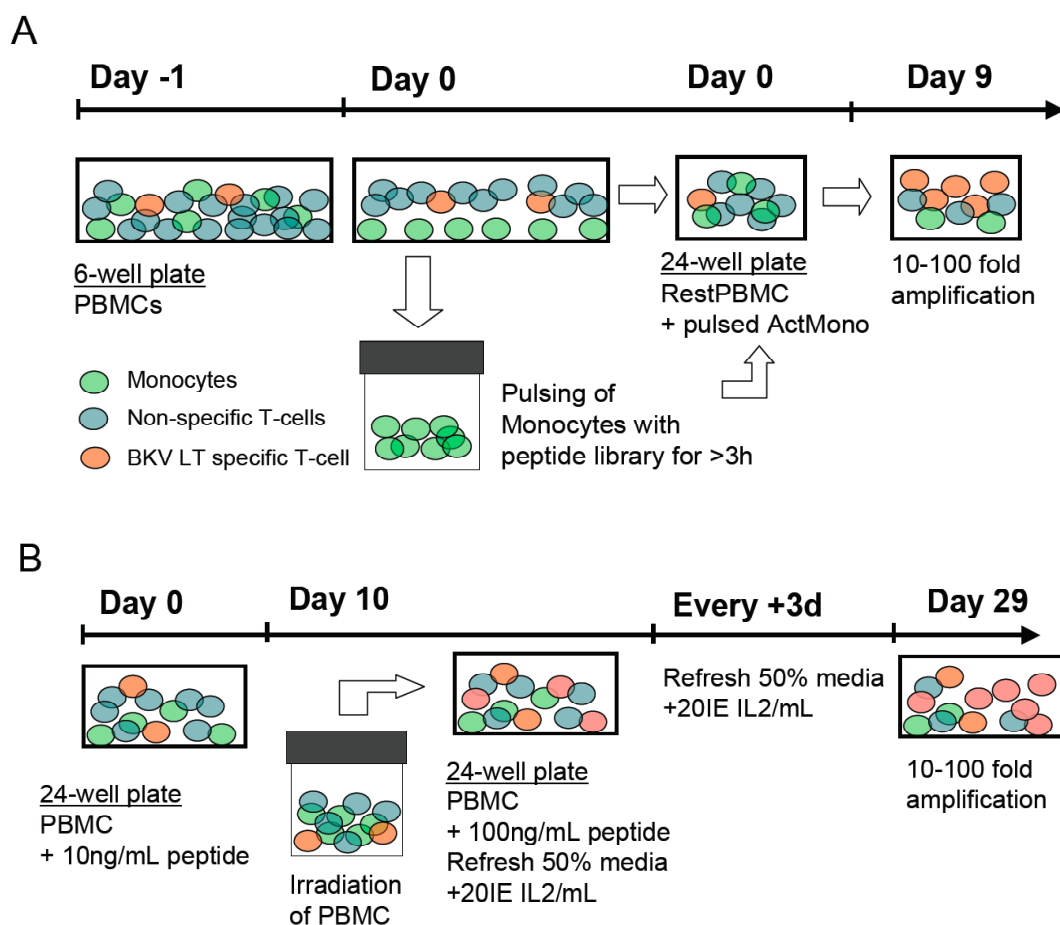 A
Day -1
Day 0
Day 0
Day 9
6-well plate
PBMCs
24-well plate
RestPBMC
+ pulsed ActMono
10-100 fold
amplification
Monocytes
Non-specific T-cells
BKV LT specific T-cell
Pulsing of
Monocytes with
peptide library for >3h
B
Day 0
Day 10
Every +3d
Day 29
24-well plate
PBMC
+ 10ng/mL peptide
Irradiation
of PBMC
24-well plate
PBMC
+ 100ng/mL peptide
Refresh 50% media
+20IE IL2/mL
Refresh 50% media
+20IE IL2/mL
10-100 fold
amplification